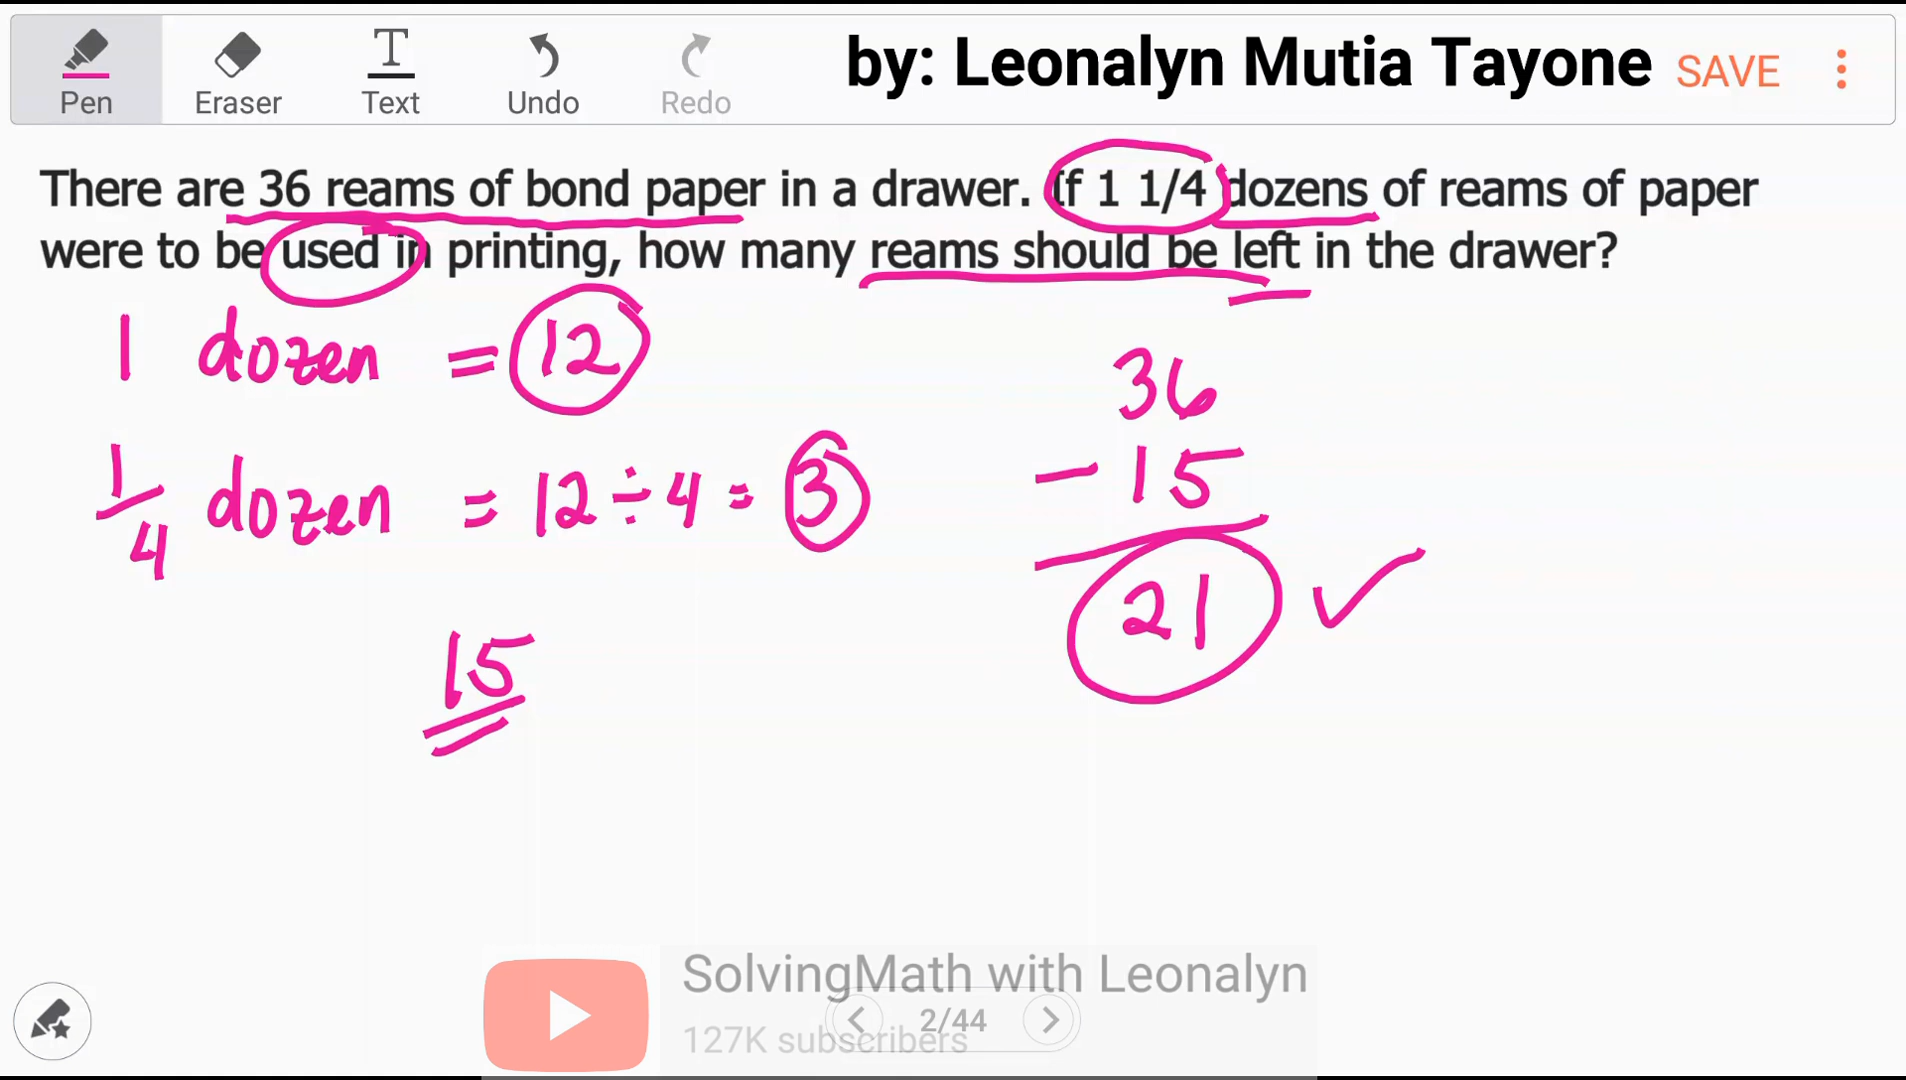 by: Leonalyn Mutia Tayone
SAVE
Pen
Eraser
T
Text
Undo
Redo
There are 36 reams of bond paper in a drawer. If 1 1/4 dozens of reams of paper
were to be used in printing, how many reams should be left in the drawer?
1 dozen = 12
1/4 dozen = 12 ÷ 4 = 3
15
36
- 15
21 ✓
SolvingMath with Leonalyn
2/44
127K subscribers